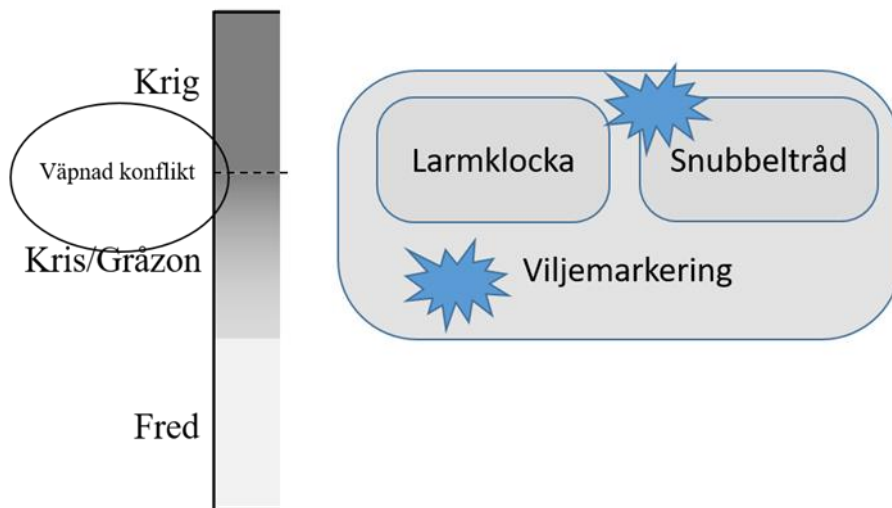 Krig
Väpnad konflikt
Kris/Gråzon
Fred
Larmklocka
Snubbeltråd
Viljemarkering